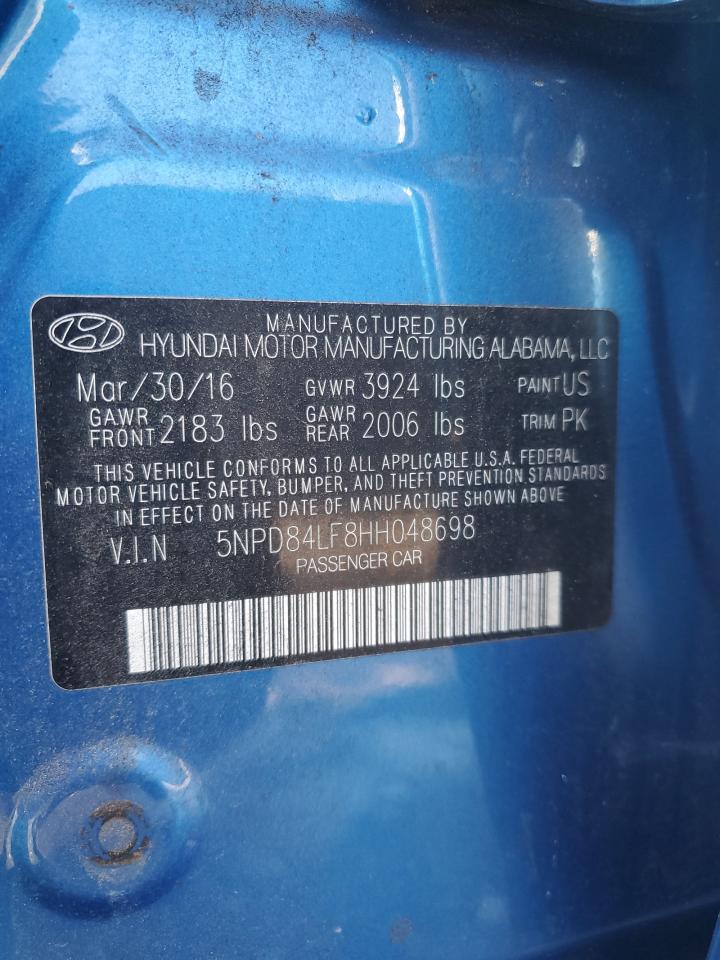 MANUFACTURED BY
HYUNDAI MOTOR MANUFACTURING ALABAMA, LLC
Mar/30/16 GVWR 3924 lbs PAINT US
GAWR FRONT 2183 lbs GAWR REAR 2006 lbs TRIM PK
THIS VEHICLE CONFORMS TO ALL APPLICABLE U.S.A. FEDERAL
MOTOR VEHICLE SAFETY, BUMPER, AND THEFT PREVENTION STANDARDS
IN EFFECT ON THE DATE OF MANUFACTURE SHOWN ABOVE
V.I.N 5NPD84LF8HH048698
PASSENGER CAR